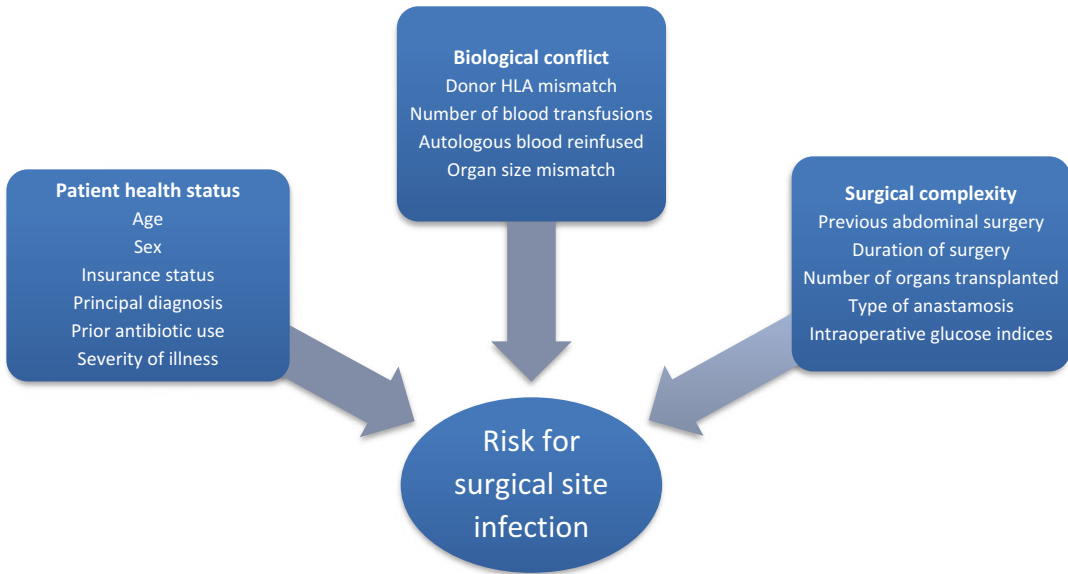 Biological conflict
Donor HLA mismatch
Number of blood transfusions
Autologous blood reinfused
Organ size mismatch
Patient health status
Age
Sex
Insurance status
Principal diagnosis
Prior antibiotic use
Severity of illness
Surgical complexity
Previous abdominal surgery
Duration of surgery
Number of organs transplanted
Type of anastamosis
Intraoperative glucose indices
Risk for
surgical site
infection